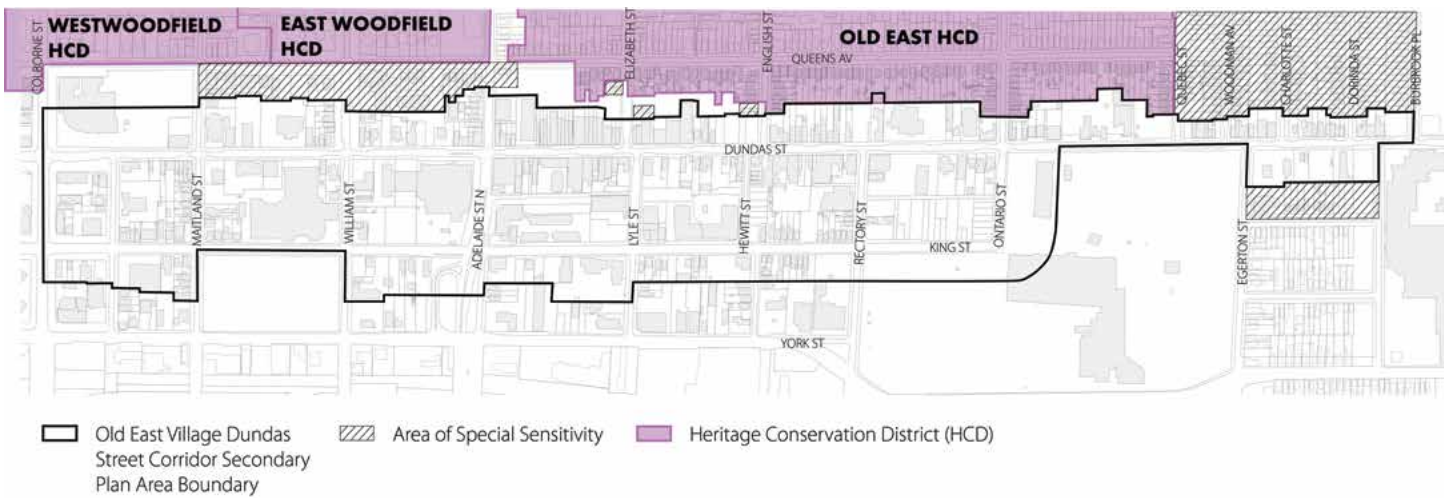 WESTWOODFIELD
HCD
EAST WOODFIELD
HCD
OLD EAST HCD
COLBORNE ST
ELIZABETH ST
ENGLISH ST
QUEENS AV
QUEBEC ST
WOODMAN AV
CHARLOTTE ST
DORINDA ST
BURBROOK PL
DUNDAS ST
MAITLAND ST
WILLIAM ST
ADELAIDE ST N
LYLE ST
HEWITT ST
RECTORY ST
ONTARIO ST
KING ST
EGERTON ST
YORK ST
Old East Village Dundas
Street Corridor Secondary
Plan Area Boundary
Area of Special Sensitivity
Heritage Conservation District (HCD)